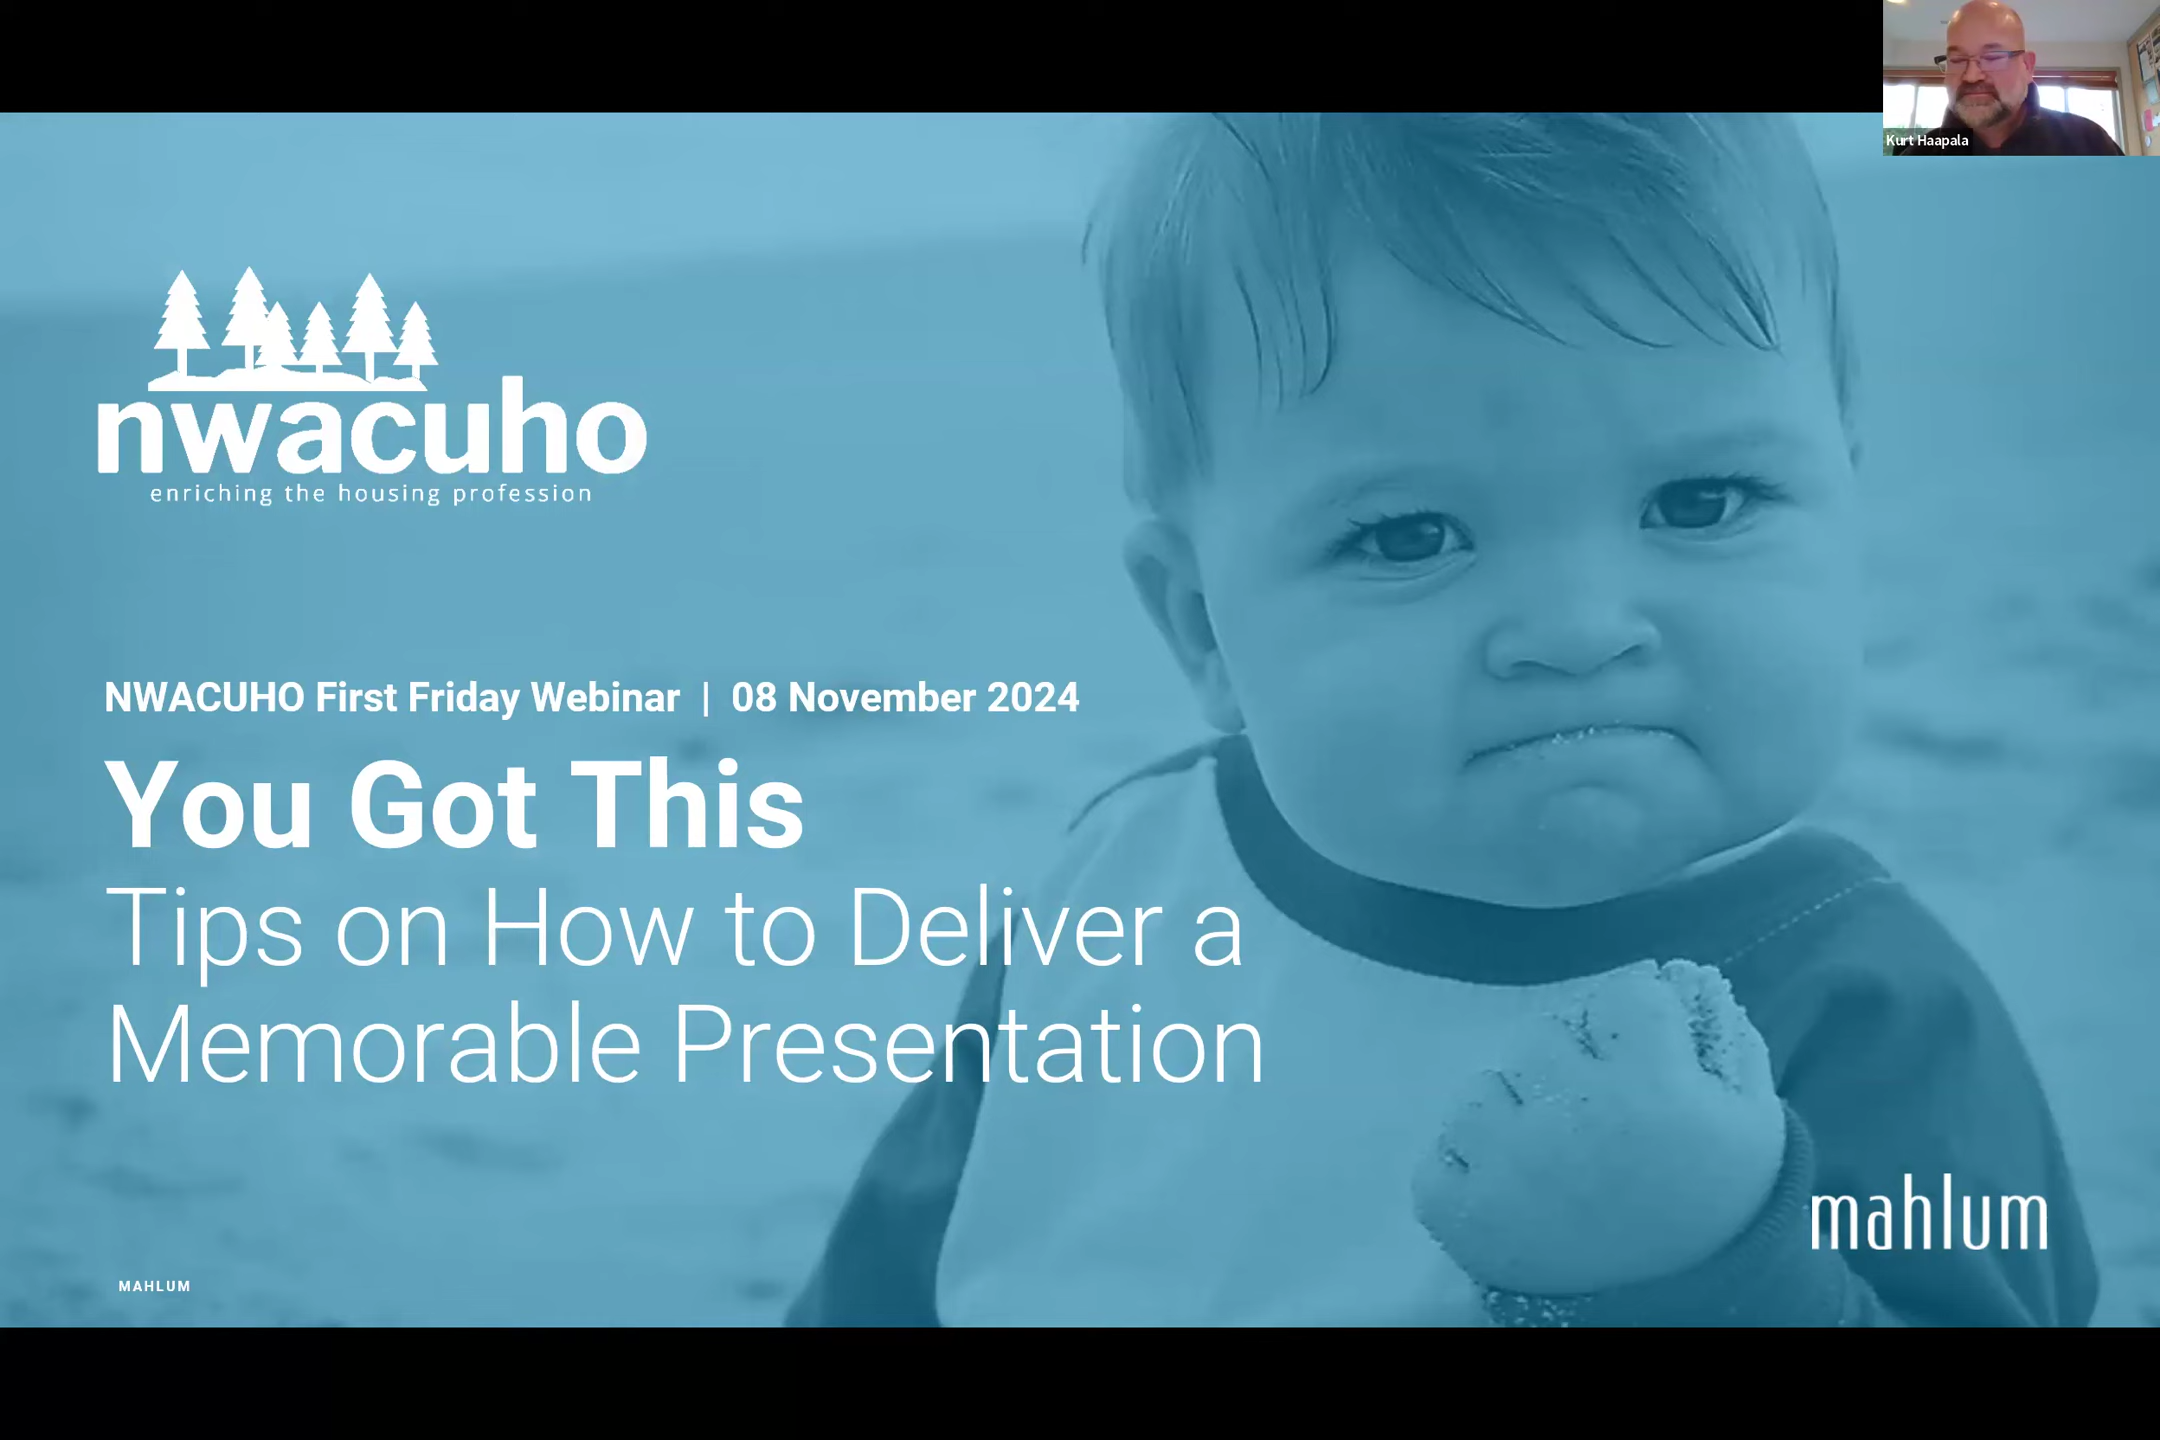 Kurt Haapala
nwacuho
enriching the housing profession
NWACUHO First Friday Webinar | 08 November 2024
You Got This
Tips on How to Deliver a
Memorable Presentation
mahlum
MAHLUM